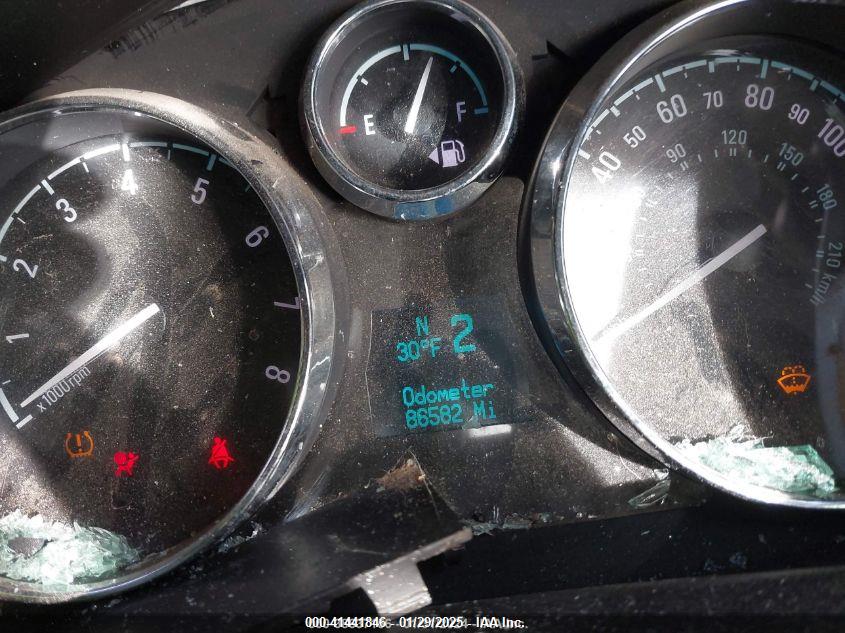 E F
1 2 3 4 5 6 7 8
x1000rpm
40 50 60 70 80 90 100
90 120 150 180 210 km/h
N 2
30°F
Odometer
86582 Mi
000-41441846 - 01/29/2025 - IAA Inc.